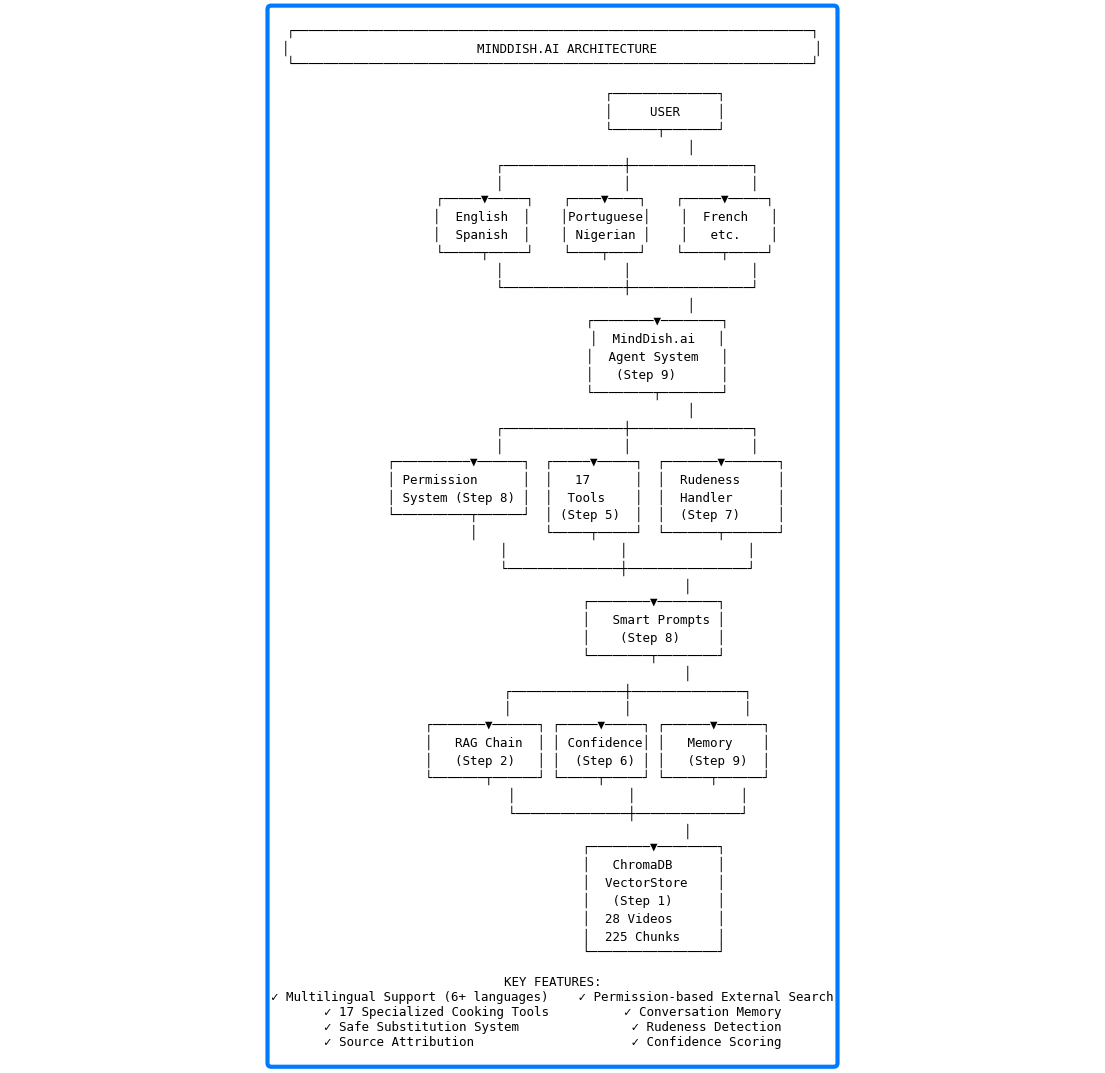 MINDDISH.AI ARCHITECTURE
USER
English Portuguese French
Spanish Nigerian etc.
MindDish.ai
Agent System
(Step 9)
Permission 17 Rudeness
System (Step 8) Tools Handler
(Step 5) (Step 7)
Smart Prompts
(Step 8)
RAG Chain Confidence Memory
(Step 2) (Step 6) (Step 9)
ChromaDB
VectorStore
(Step 1)
28 Videos
225 Chunks
KEY FEATURES:
✓ Multilingual Support (6+ languages) ✓ Permission-based External Search
✓ 17 Specialized Cooking Tools ✓ Conversation Memory
✓ Safe Substitution System ✓ Rudeness Detection
✓ Source Attribution ✓ Confidence Scoring